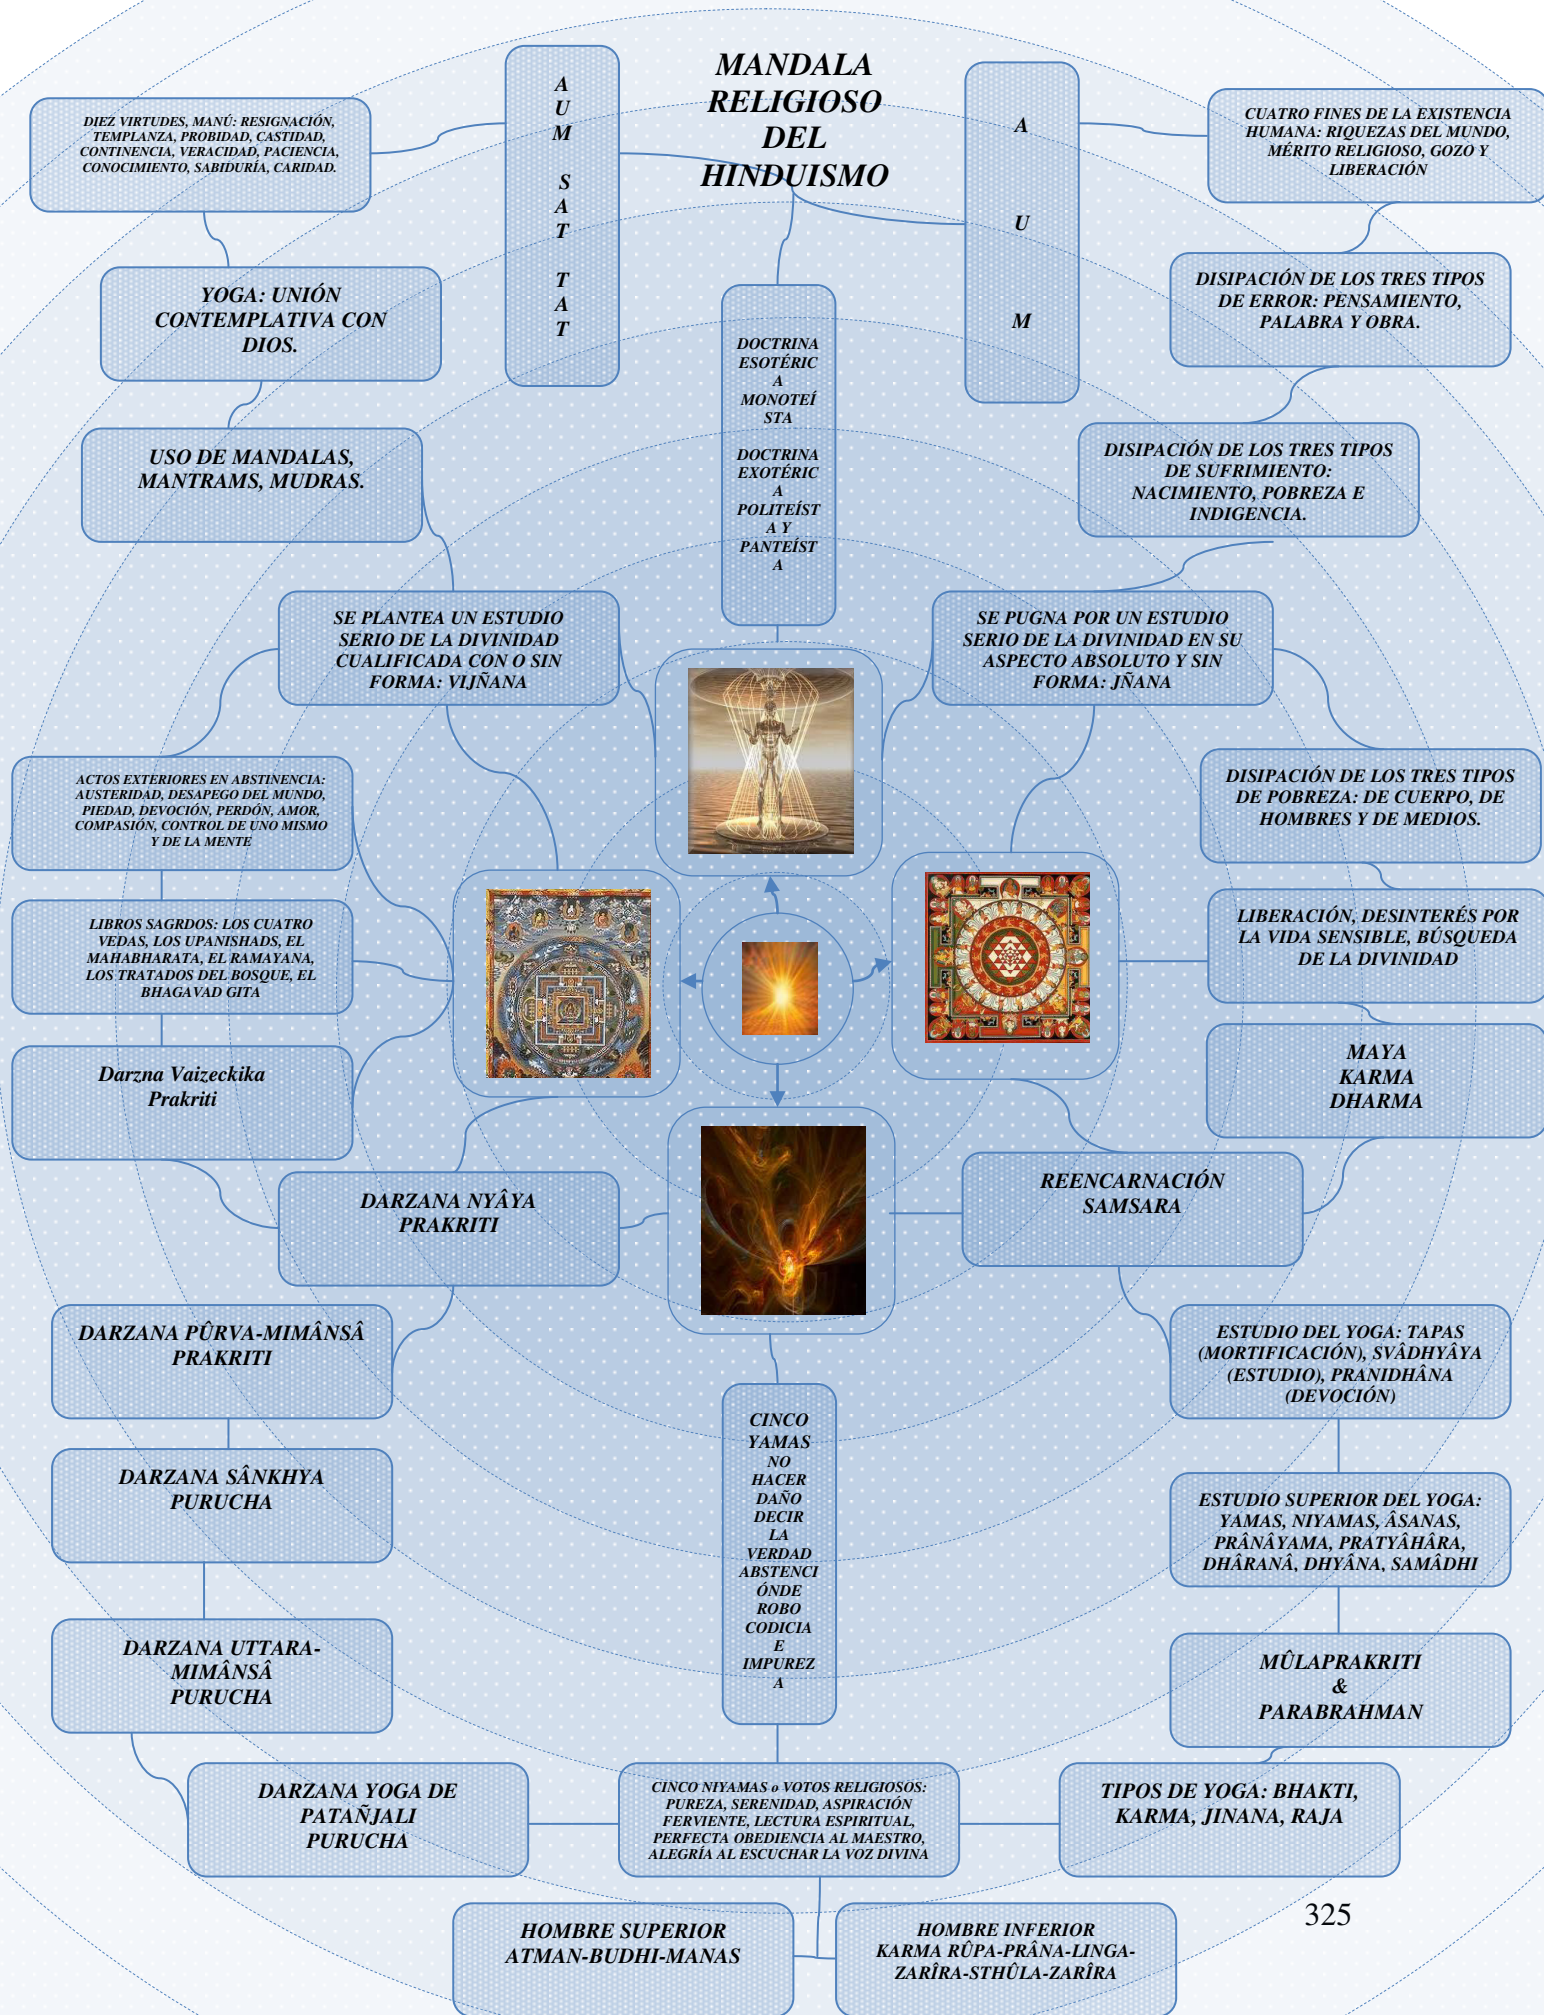 MANDALA
RELIGIOSO
DEL
HINDUISMO
A
U
M
S
A
T
T
A
T
A
U
M
DIEZ VIRTUDES, MANÚ: RESIGNACIÓN,
TEMPLANZA, PROBIDAD, CASTIDAD,
CONTINENCIA, VERACIDAD, PACIENCIA,
CONOCIMIENTO, SABIDURÍA, CARIDAD.
CUATRO FINES DE LA EXISTENCIA
HUMANA: RIQUEZAS DEL MUNDO,
MÉRITO RELIGIOSO, GOZO Y
LIBERACIÓN
YOGA: UNIÓN
CONTEMPLATIVA CON
DIOS.
DISIPACIÓN DE LOS TRES TIPOS
DE ERROR: PENSAMIENTO,
PALABRA Y OBRA.
DOCTRINA
ESOTÉRIC
A
MONOTEÍ
STA
DOCTRINA
EXOTÉRIC
A
POLITEÍST
A Y
PANTEÍST
A
USO DE MANDALAS,
MANTRAMS, MUDRAS.
DISIPACIÓN DE LOS TRES TIPOS
DE SUFRIMIENTO:
NACIMIENTO, POBREZA E
INDIGENCIA.
SE PLANTEA UN ESTUDIO
SERIO DE LA DIVINIDAD
CUALIFICADA CON O SIN
FORMA: VIJÑANA
SE PUGNA POR UN ESTUDIO
SERIO DE LA DIVINIDAD EN SU
ASPECTO ABSOLUTO Y SIN
FORMA: JÑANA
ACTOS EXTERIORES EN ABSTINENCIA:
AUSTERIDAD, DESAPEGO DEL MUNDO,
PIEDAD, DEVOCIÓN, PERDÓN, AMOR,
COMPASIÓN, CONTROL DE UNO MISMO
Y DE LA MENTE
DISIPACIÓN DE LOS TRES TIPOS
DE POBREZA: DE CUERPO, DE
HOMBRES Y DE MEDIOS.
LIBROS SAGRDOS: LOS CUATRO
VEDAS, LOS UPANISHADS, EL
MAHABHARATA, EL RAMAYANA,
LOS TRATADOS DEL BOSQUE, EL
BHAGAVAD GITA
LIBERACIÓN, DESINTERÉS POR
LA VIDA SENSIBLE, BÚSQUEDA
DE LA DIVINIDAD
Darzna Vaizeckika
Prakriti
MAYA
KARMA
DHARMA
DARZANA NYÂYA
PRAKRITI
REENCARNACIÓN
SAMSARA
DARZANA PÛRVA-MIMÂNSÂ
PRAKRITI
ESTUDIO DEL YOGA: TAPAS
(MORTIFICACIÓN), SVÂDHYÂYA
(ESTUDIO), PRANIDHÂNA
(DEVOCIÓN)
CINCO
YAMAS
NO
HACER
DAÑO
DECIR
LA
VERDAD
ABSTENCI
ÓNDE
ROBO
CODICIA
E
IMPUREZ
A
DARZANA SÂNKHYA
PURUCHA
ESTUDIO SUPERIOR DEL YOGA:
YAMAS, NIYAMAS, ÂSANAS,
PRÂNÂYAMA, PRATYÂHÂRA,
DHÂRANÂ, DHYÂNA, SAMÂDHI
DARZANA UTTARA-
MIMÂNSÂ
PURUCHA
MÛLAPRAKRITI
&
PARABRAHMAN
DARZANA YOGA DE
PATAÑJALI
PURUCHA
CINCO NIYAMAS o VOTOS RELIGIOSOS:
PUREZA, SERENIDAD, ASPIRACIÓN
FERVIENTE, LECTURA ESPIRITUAL,
PERFECTA OBEDIENCIA AL MAESTRO,
ALEGRÍA AL ESCUCHAR LA VOZ DIVINA
TIPOS DE YOGA: BHAKTI,
KARMA, JINANA, RAJA
HOMBRE SUPERIOR
ATMAN-BUDHI-MANAS
HOMBRE INFERIOR
KARMA RÛPA-PRÂNA-LINGA-
ZARÎRA-STHÛLA-ZARÎRA
325